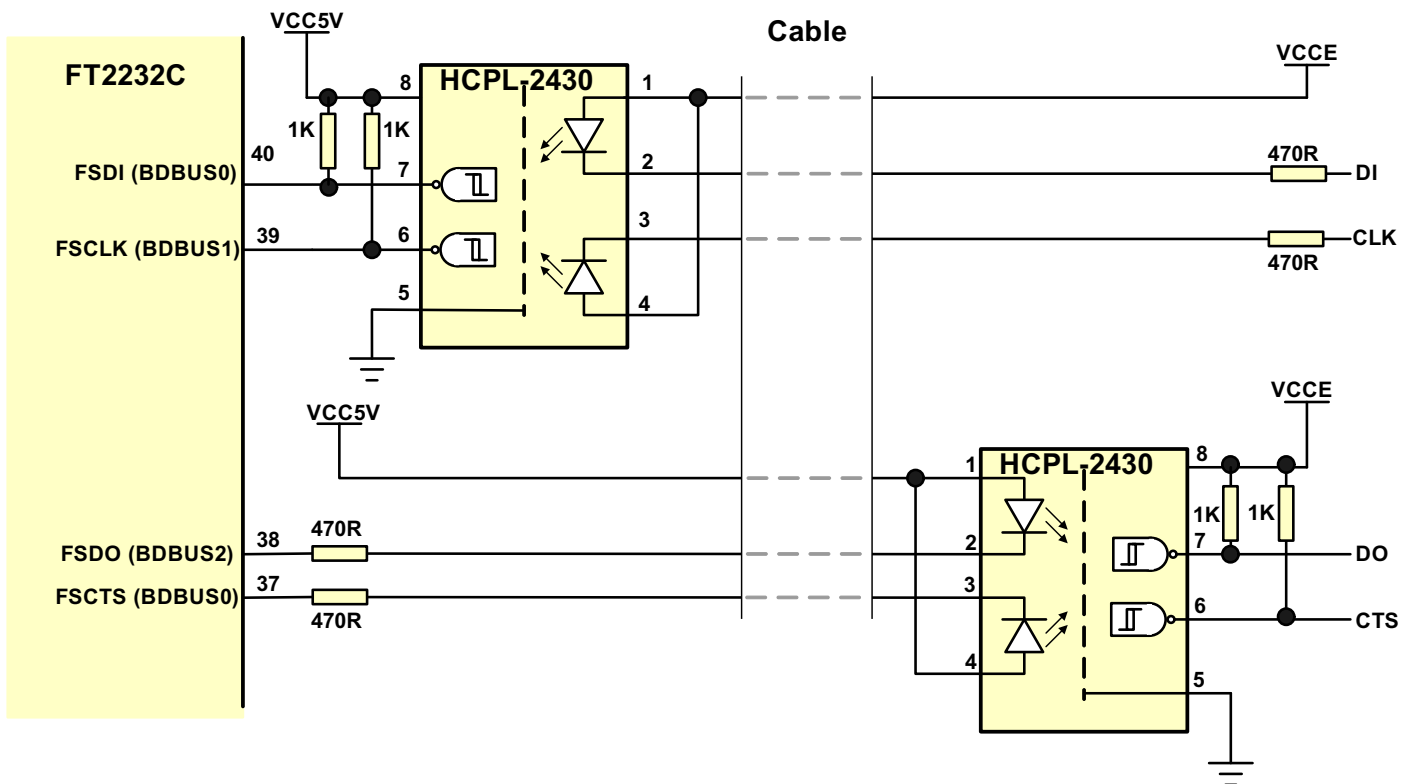 VCC5V
Cable
VCCE
FT2232C
8
HCPL-2430
1
1K
1K
40
FSDI (BDBUS0)
7
2
470R
DI
3
FSCLK (BDBUS1)
39
6
CLK
470R
5
4
VCC5V
VCCE
1
HCPL-2430
8
1K
1K
470R
FSDO (BDBUS2)
38
2
7
DO
FSCTS (BDBUS0)
37
3
470R
6
CTS
4
5